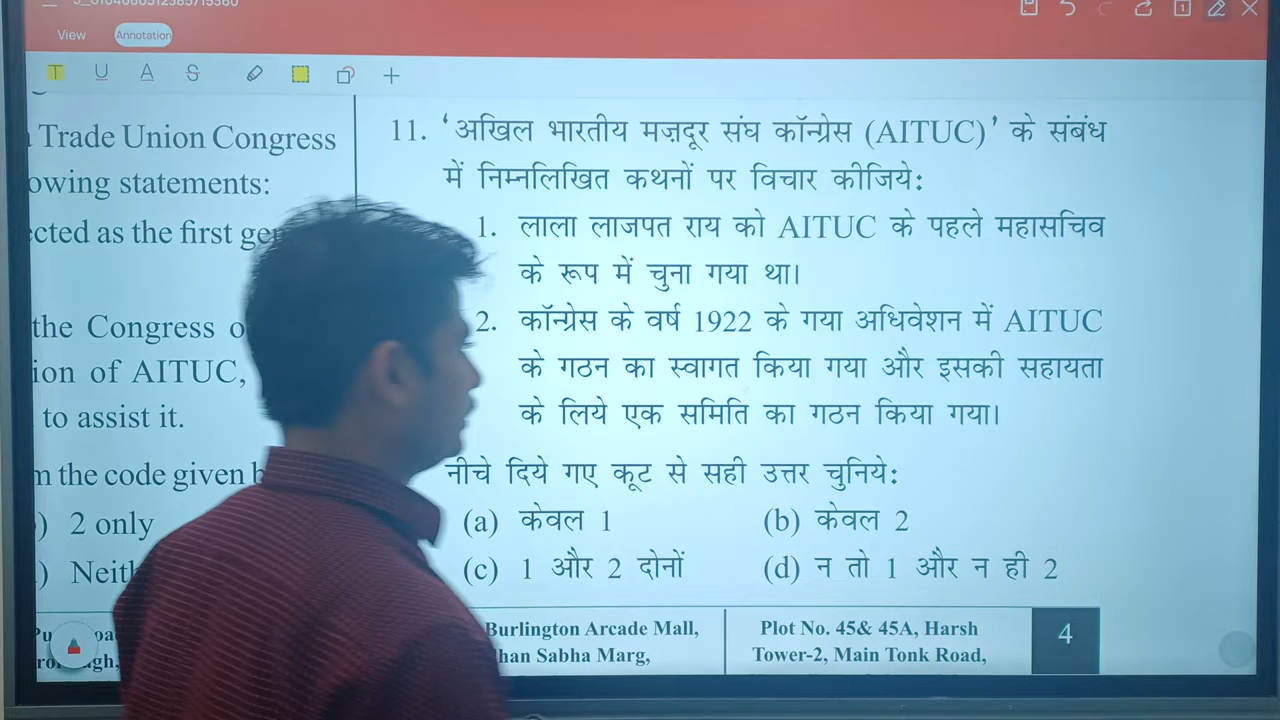 View
Annotation
Trade Union Congress
owing statements:
ected as the first ge
the Congress o
ion of AITUC,
to assist it.
m the code given b
) 2 only
) Neith
11. 'अखिल भारतीय मज़दूर संघ कॉन्ग्रेस (AITUC)' के संबंध
में निम्नलिखित कथनों पर विचार कीजिये:
1. लाला लाजपत राय को AITUC के पहले महासचिव
के रूप में चुना गया था।
2. कॉन्ग्रेस के वर्ष 1922 के गया अधिवेशन में AITUC
के गठन का स्वागत किया गया और इसकी सहायता
के लिये एक समिति का गठन किया गया।
नीचे दिये गए कूट से सही उत्तर चुनिये:
(a) केवल 1 (b) केवल 2
(c) 1 और 2 दोनों (d) न तो 1 और न ही 2
Burlington Arcade Mall,
han Sabha Marg,
Plot No. 45& 45A, Harsh
Tower-2, Main Tonk Road,
4